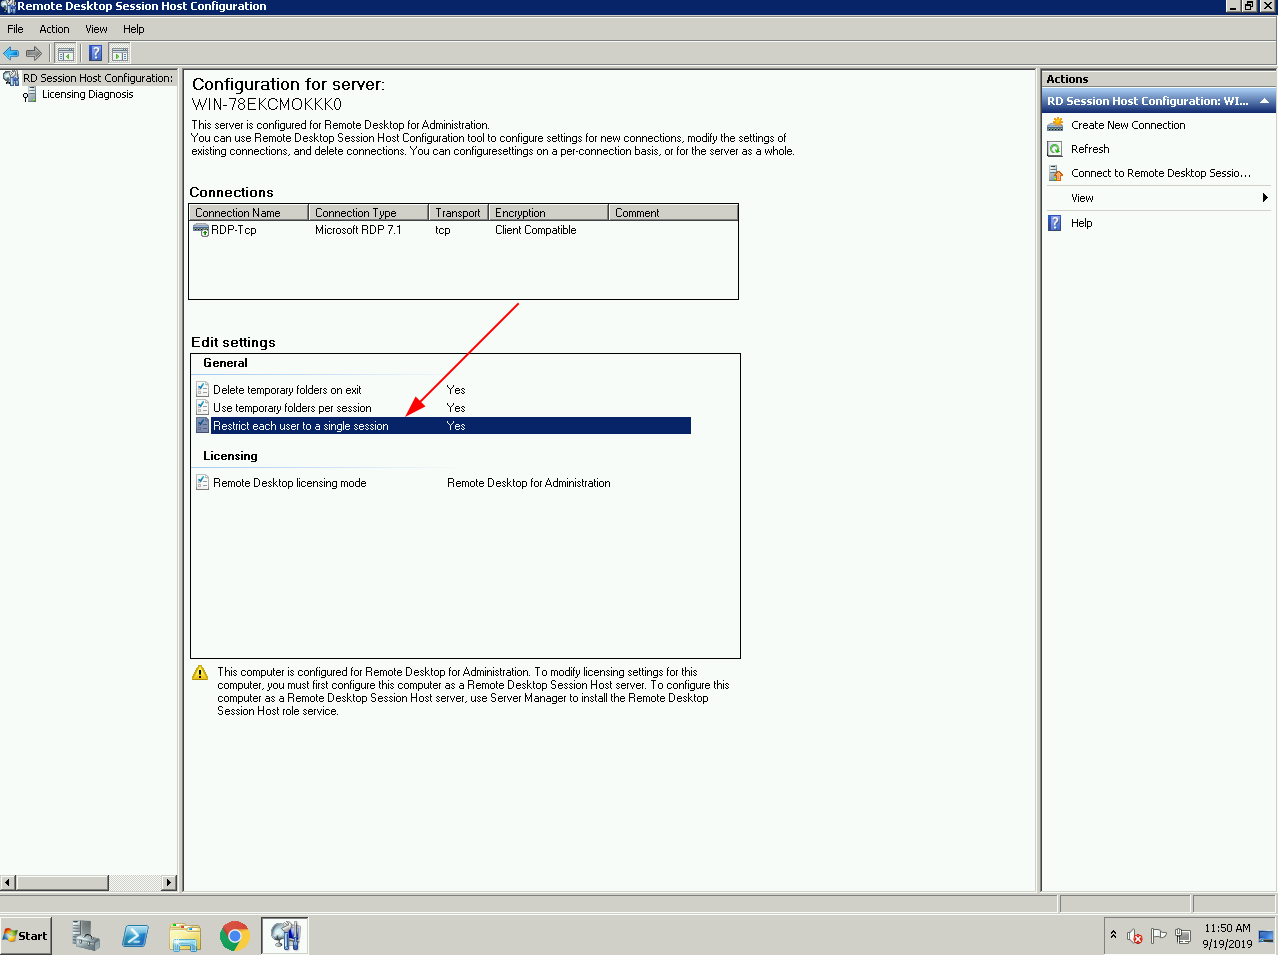 Remote Desktop Session Host Configuration
File Action View Help
RD Session Host Configuration:
Licensing Diagnosis
Configuration for server:
WIN-78EKCMOKKK0
This server is configured for Remote Desktop for Administration.
You can use Remote Desktop Session Host Configuration tool to configure settings for new connections, modify the settings of
existing connections, and delete connections. You can configuresettings on a per-connection basis, or for the server as a whole.
Connections
Connection Name Connection Type Transport Encryption Comment
RDP-Tcp Microsoft RDP 7.1 tcp Client Compatible
Edit settings
General
Delete temporary folders on exit Yes
Use temporary folders per session Yes
Restrict each user to a single session Yes
Licensing
Remote Desktop licensing mode Remote Desktop for Administration
This computer is configured for Remote Desktop for Administration. To modify licensing settings for this
computer, you must first configure this computer as a Remote Desktop Session Host server. To configure this
computer as a Remote Desktop Session Host server, use Server Manager to install the Remote Desktop
Session Host role service.
Actions
RD Session Host Configuration: WI...
Create New Connection
Refresh
Connect to Remote Desktop Sessio...
View
Help
Start
11:50 AM
9/19/2019